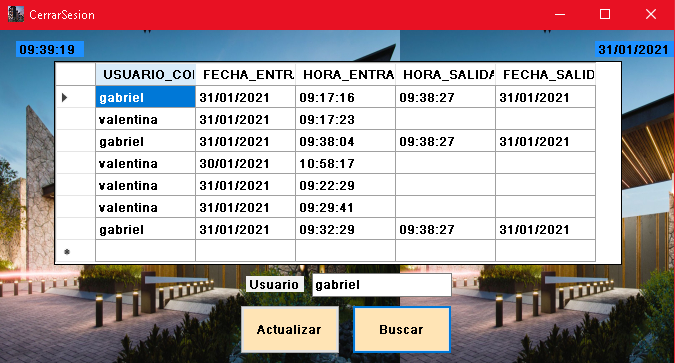 CerrarSesion
09:39:19 31/01/2021
USUARIO_CO FECHA_ENTR HORA_ENTRA HORA_SALIDA FECHA_SALID
gabriel 31/01/2021 09:17:16 09:38:27 31/01/2021
valentina 31/01/2021 09:17:23
gabriel 31/01/2021 09:38:04 09:38:27 31/01/2021
valentina 30/01/2021 10:58:17
valentina 31/01/2021 09:22:29
valentina 31/01/2021 09:29:41
gabriel 31/01/2021 09:32:29 09:38:27 31/01/2021
Usuario gabriel
Actualizar Buscar